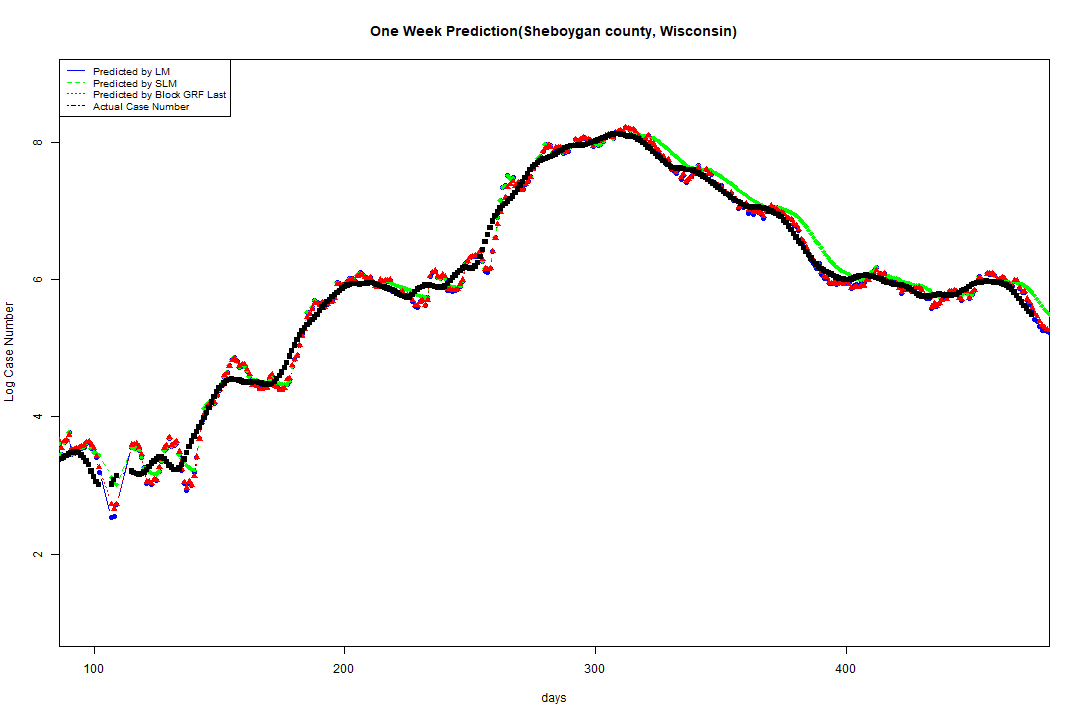 One Week Prediction(Sheboygan county, Wisconsin)
Predicted by LM
Predicted by SLM
Predicted by Block GRF Last
Actual Case Number
8
6
4
2
Log Case Number
100 200 300 400
days